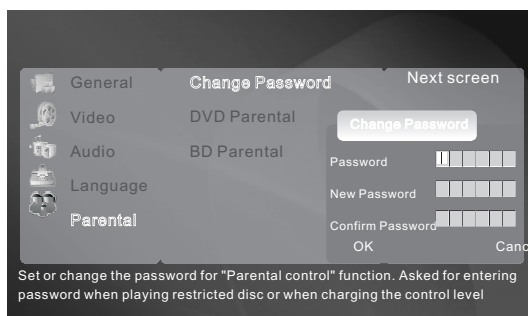 General
Video
Audio
Language
Parental
Change Password
DVD Parental
BD Parental
Next screen
Change Password
Password
New Password
Confirm Password
OK Canc
Set or change the password for "Parental control" function. Asked for entering
password when playing restricted disc or when charging the control level